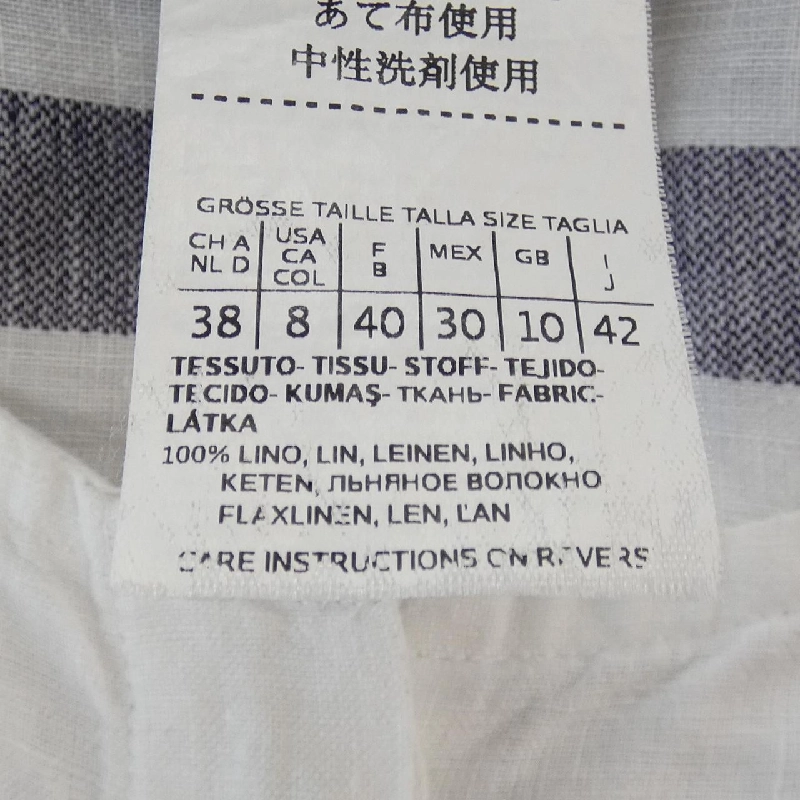 あて布使用
中性洗剤使用
GRÖSSE TAILLE TALLA SIZE TAGLIA
CH A USA F MEX GB I
NL D CA B J
COL
38 8 40 30 10 42
TESSUTO- TISSU- STOFF- TEJIDO-
TECIDO- KUMAŞ- ТКАНЬ- FABRIC-
LÁTKA
100% LINO, LIN, LEINEN, LINHO,
KETEN, ЛЬНЯНОЕ ВОЛОКНО
FLAXLINEN, LEN, ĽAN
CARE INSTRUCTIONS ON REVERS